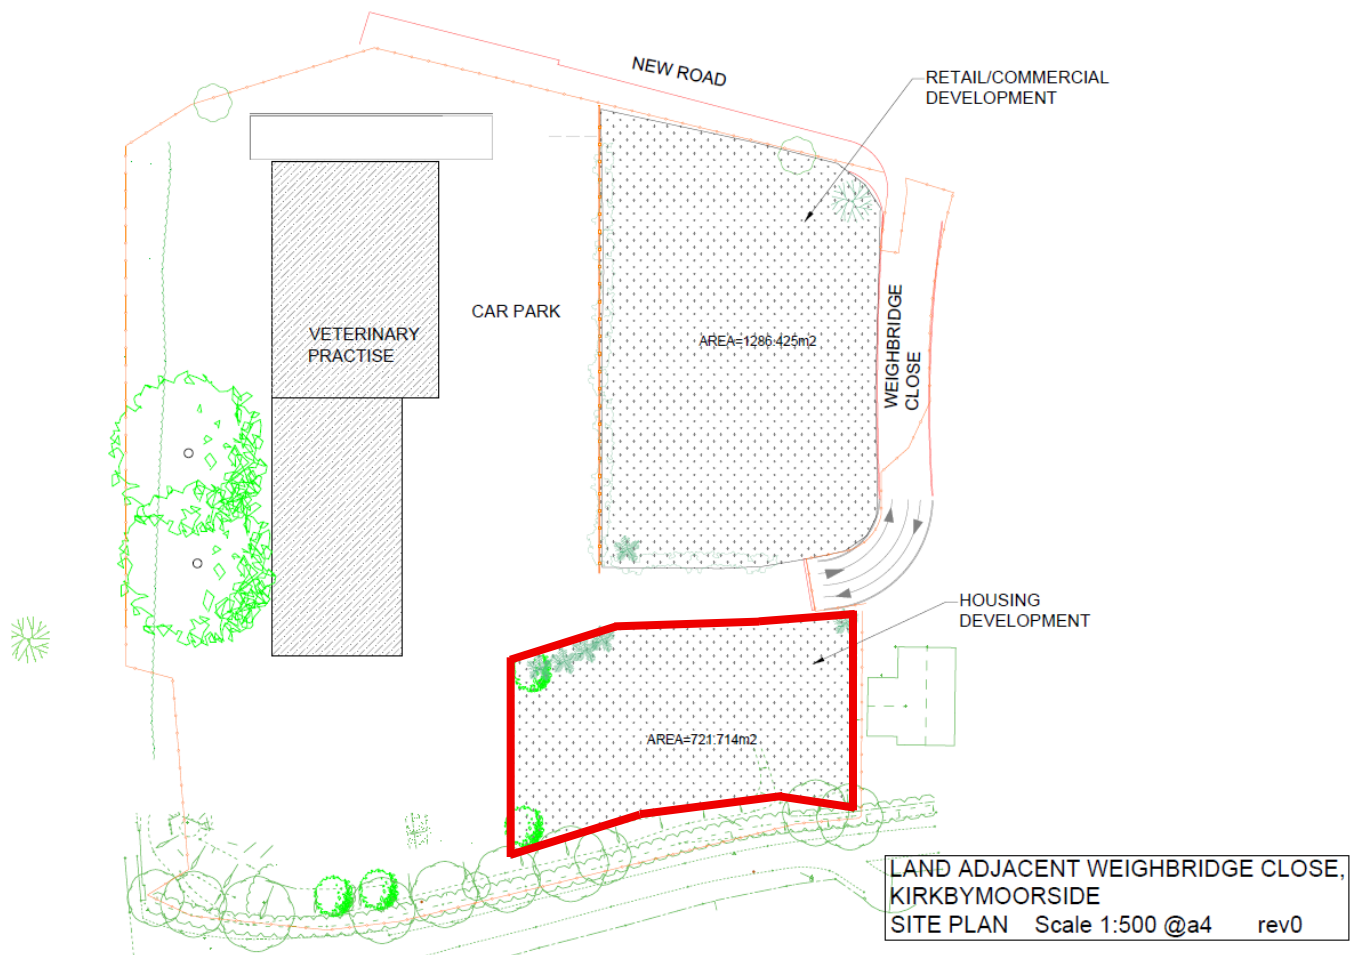 NEW ROAD
RETAIL/COMMERCIAL
DEVELOPMENT
CAR PARK
VETERINARY
PRACTISE
AREA=1286.425m2
WEIGHBRIDGE
CLOSE
HOUSING
DEVELOPMENT
AREA=721.714m2
LAND ADJACENT WEIGHBRIDGE CLOSE,
KIRKBYMOORSIDE
SITE PLAN Scale 1:500 @a4 rev0